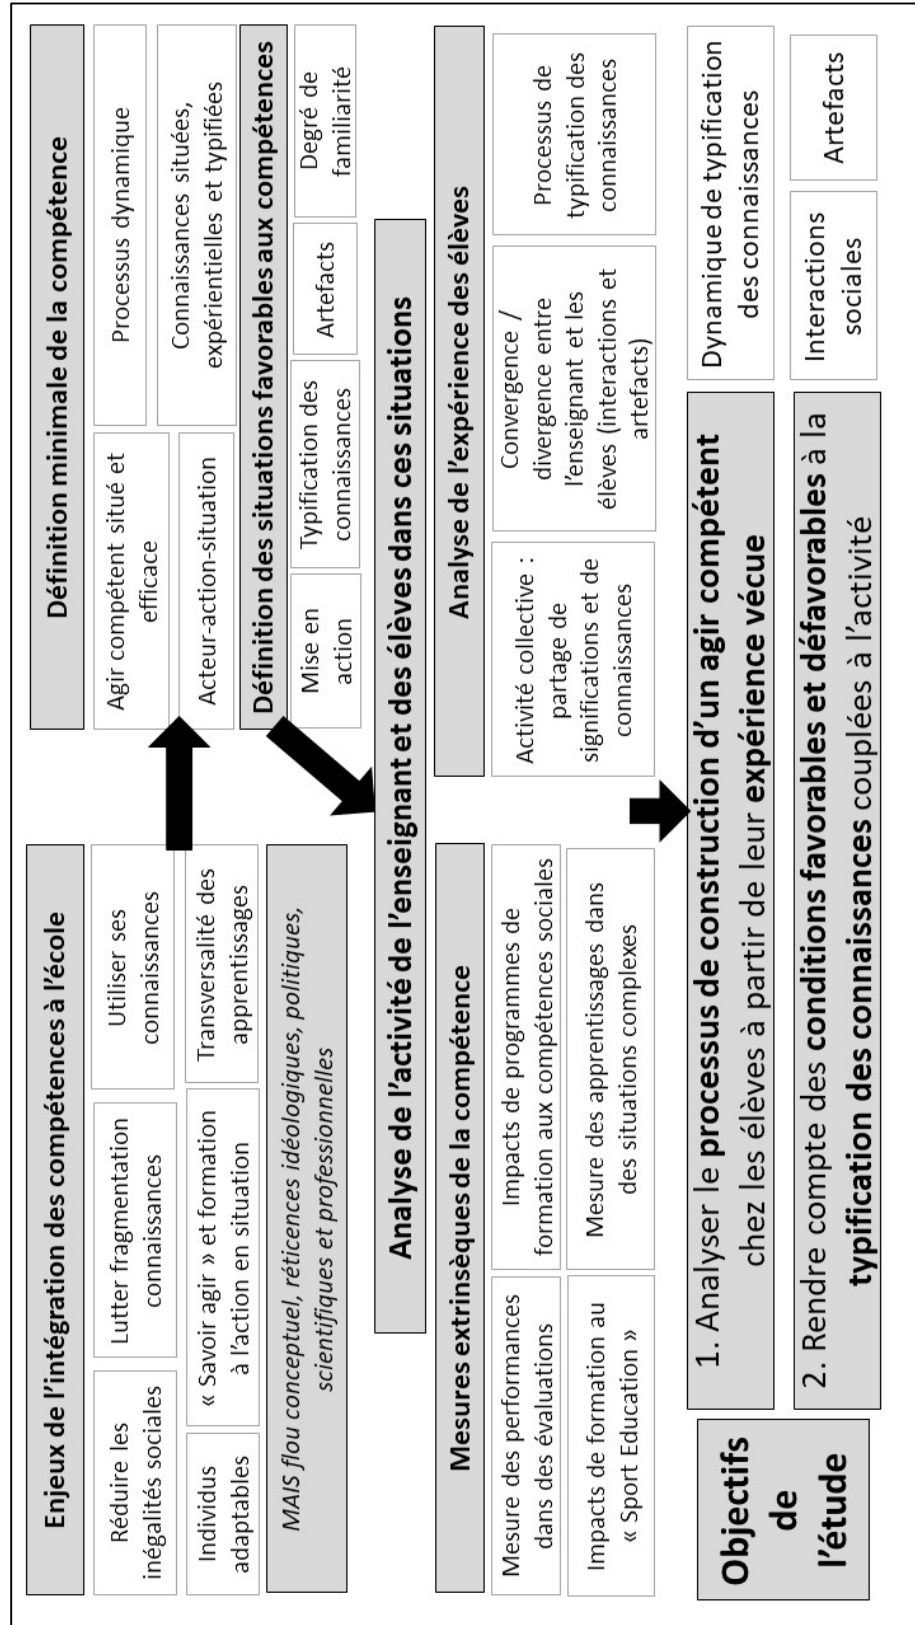 Enjeux de l'intégration des compétences à l'école
Réduire les
inégalités sociales
Lutter fragmentation
connaissances
Utiliser ses
connaissances
Individus
adaptables
« Savoir agir » et formation
à l'action en situation
Transversalité des
apprentissages
MAIS flou conceptuel, réticences idéologiques, politiques,
scientifiques et professionnelles
Définition minimale de la compétence
Agir compétent situé et
efficace
Processus dynamique
Acteur-action-situation
Connaissances situées,
expérientielles et typifiées
Définition des situations favorables aux compétences
Mise en
action
Typification des
connaissances
Artefacts
Degré de
familiarité
Analyse de l'activité de l'enseignant et des élèves dans ces situations
Mesures extrinsèques de la compétence
Mesure des performances
dans des évaluations
Impacts de programmes de
formation aux compétences sociales
Impacts de formation au
« Sport Education »
Mesure des apprentissages dans
des situations complexes
Analyse de l'expérience des élèves
Activité collective :
partage de
significations et de
connaissances
Convergence /
divergence entre
l'enseignant et les
élèves (interactions et
artefacts)
Processus de
typification des
connaissances
Objectifs
de
l'étude
1. Analyser le processus de construction d'un agir compétent
chez les élèves à partir de leur expérience vécue
Dynamique de typification
des connaissances
2. Rendre compte des conditions favorables et défavorables à la
typification des connaissances couplées à l'activité
Interactions
sociales
Artefacts